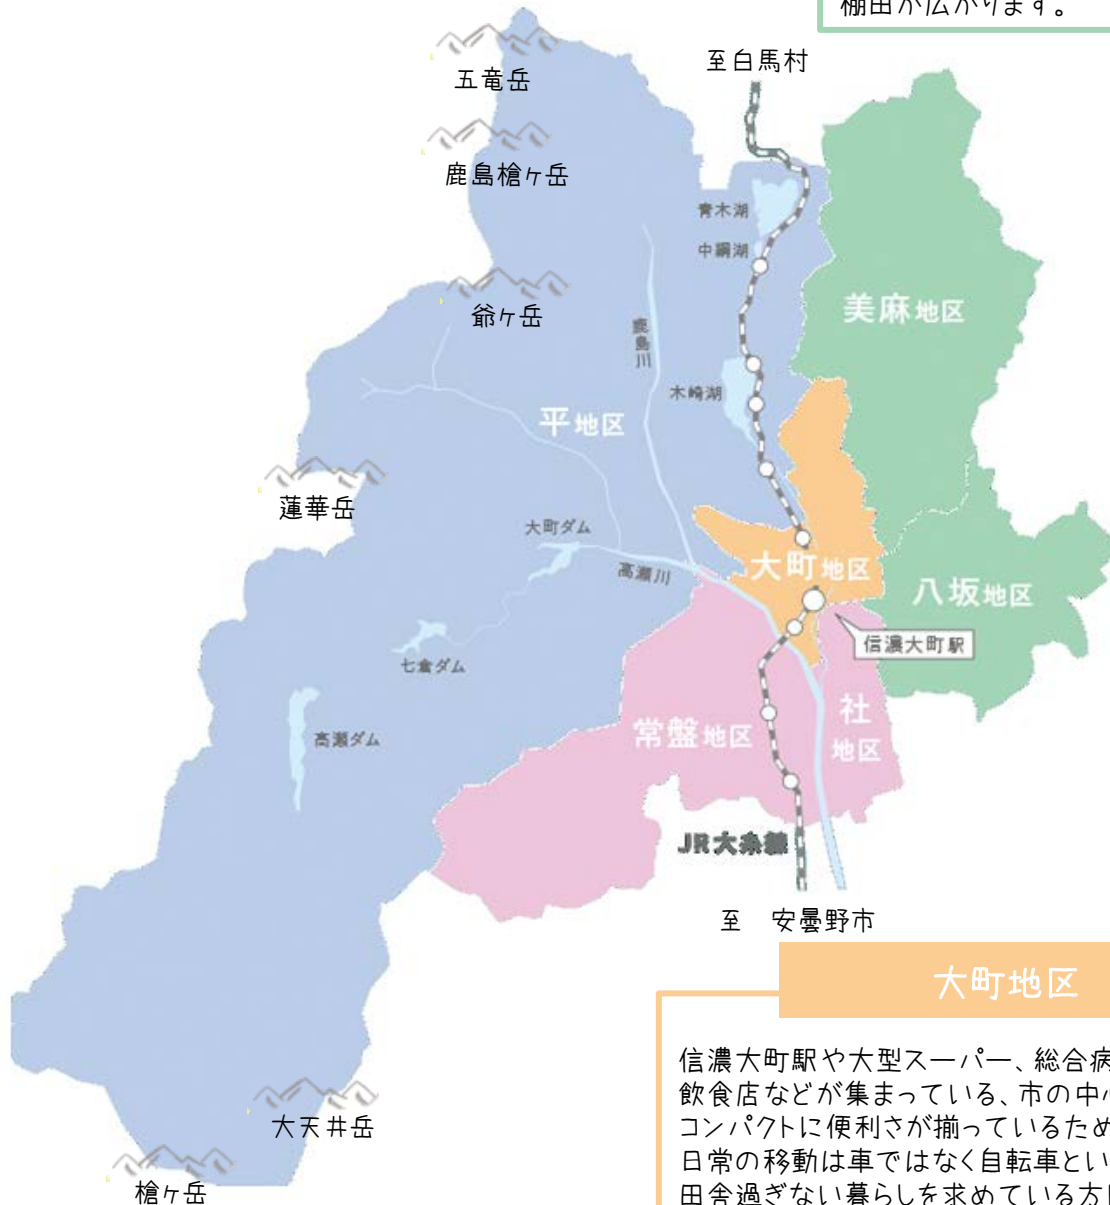 棚田が広がります。
至白馬村
五竜岳
鹿島槍ヶ岳
青木湖
中綱湖
爺ヶ岳
美麻地区
鹿島川
木崎湖
平地区
蓮華岳
大町ダム
高瀬川
大町地区
八坂地区
信濃大町駅
七倉ダム
高瀬ダム
常盤地区
社
地区
JR大糸線
至 安曇野市
大町地区
信濃大町駅や大型スーパー、総合病
飲食店などが集まっている、市の中
コンパクトに便利さが揃っているため
日常の移動は車ではなく自転車とい
田舎過ぎない暮らしを求めている方
大天井岳
槍ヶ岳